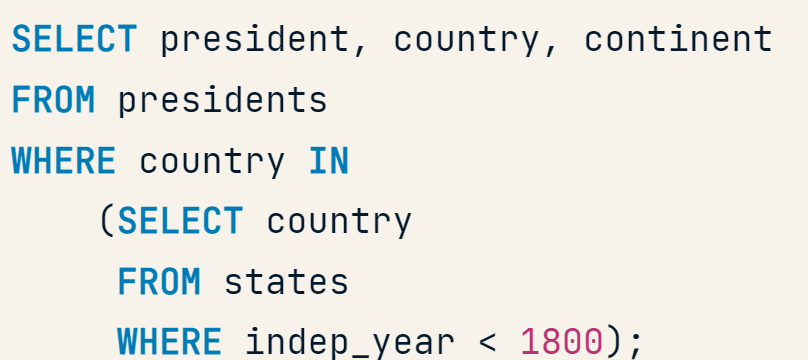 SELECT president, country, continent
FROM presidents
WHERE country IN
(SELECT country
FROM states
WHERE indep_year < 1800);